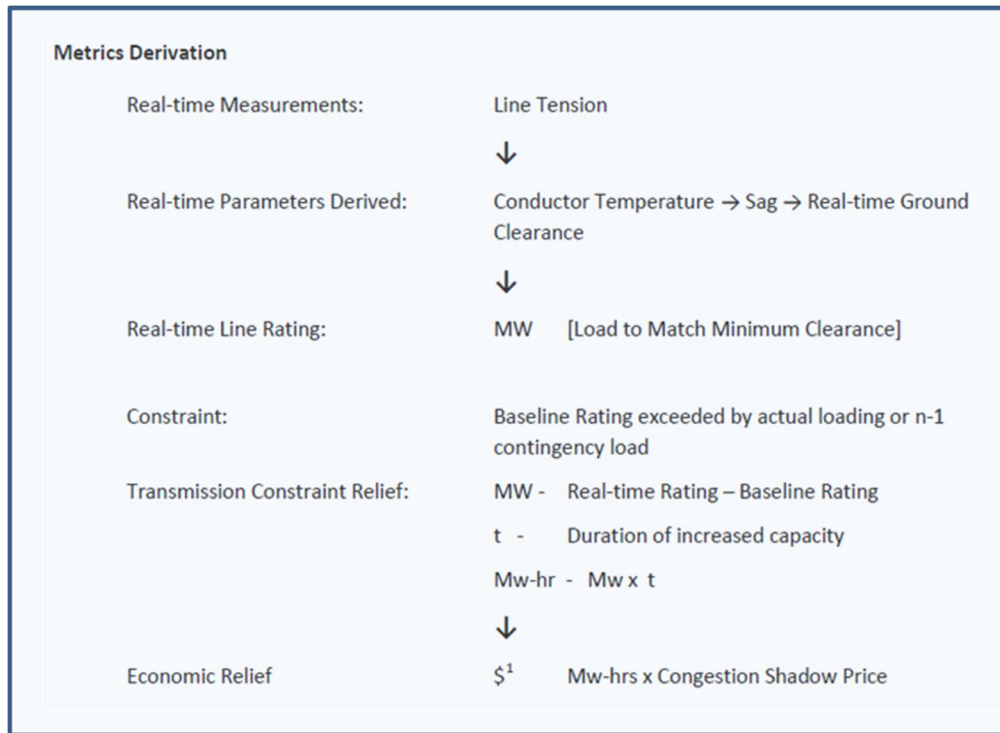 Metrics Derivation
Real-time Measurements: Line Tension
↓
Real-time Parameters Derived: Conductor Temperature → Sag → Real-time Ground
Clearance
↓
Real-time Line Rating: MW [Load to Match Minimum Clearance]
Constraint: Baseline Rating exceeded by actual loading or n-1
contingency load
Transmission Constraint Relief: MW - Real-time Rating – Baseline Rating
t - Duration of increased capacity
Mw-hr - Mw x t
↓
Economic Relief $¹ Mw-hrs x Congestion Shadow Price